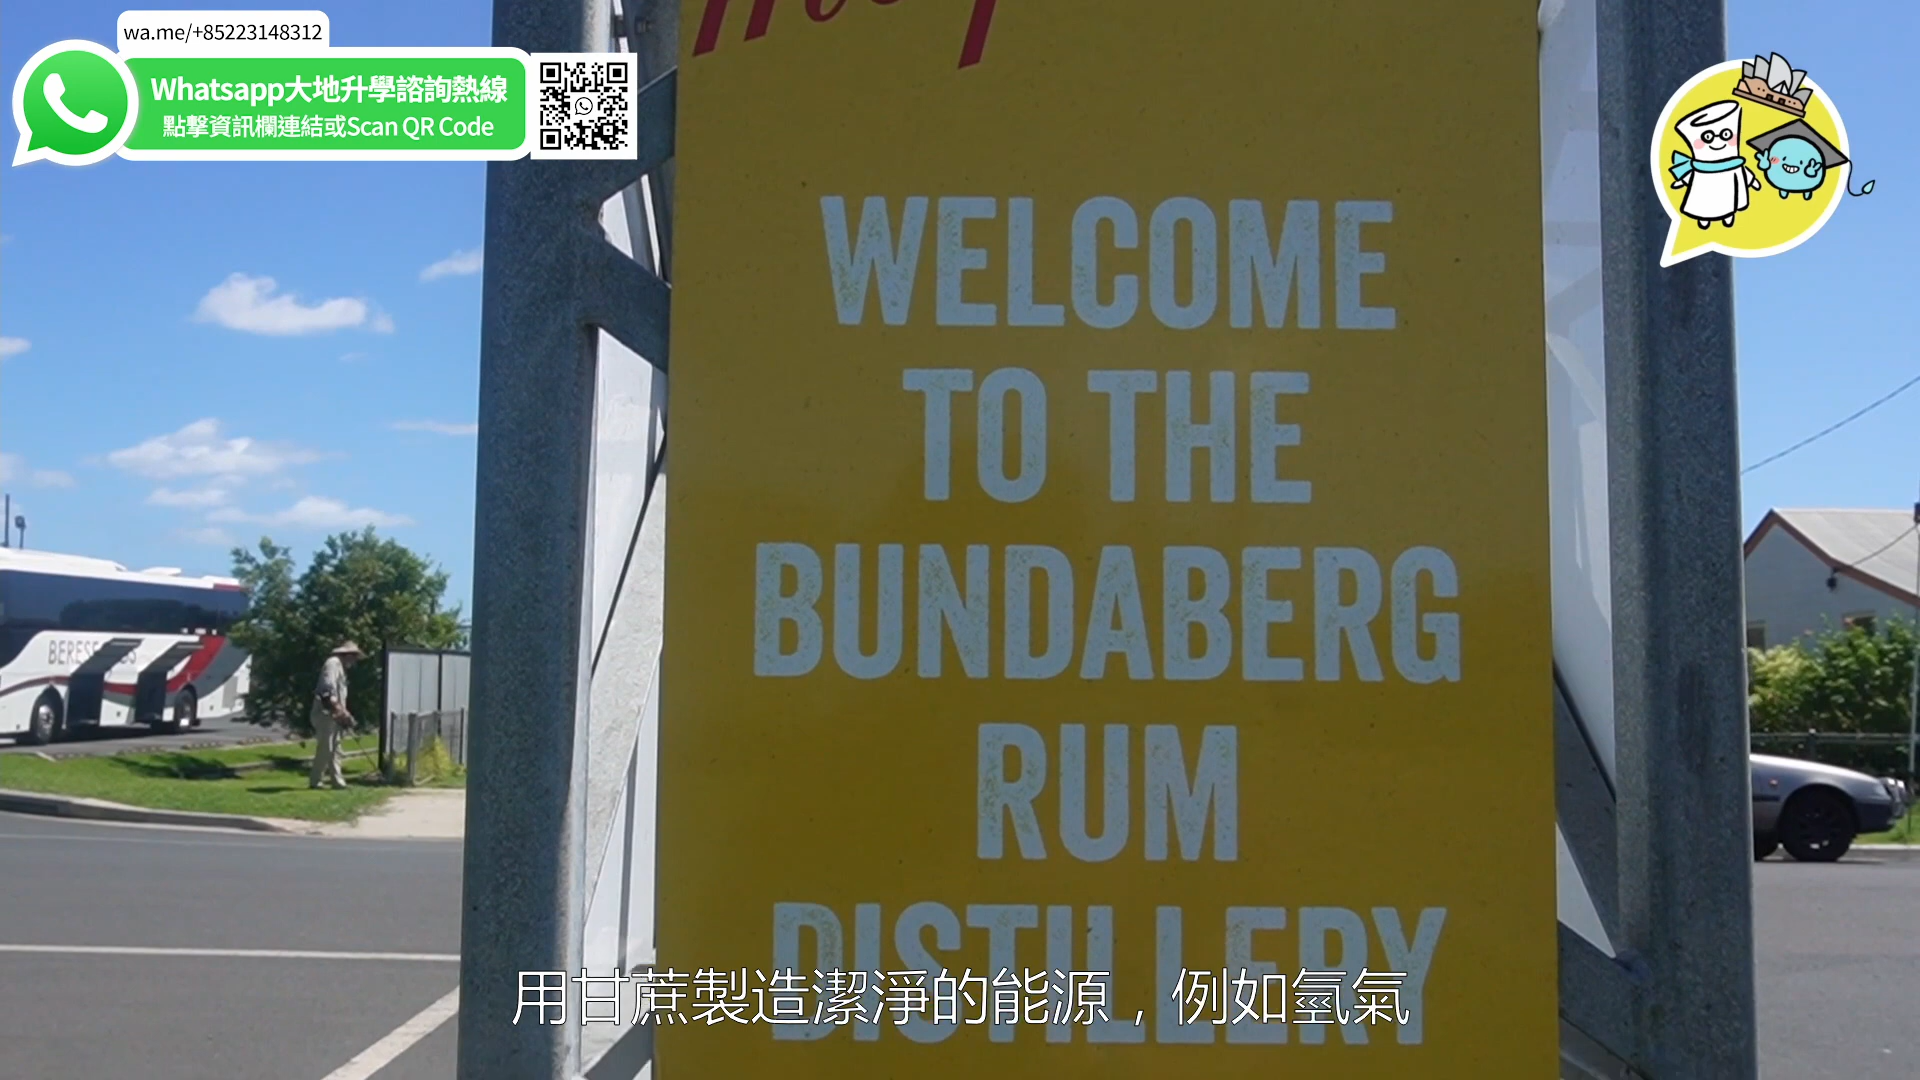 wa.me/+85223148312
Whatsapp大地升學諮詢熱線
點擊資訊欄連結或Scan QR Code
WELCOME
TO THE
BUNDABERG
RUM
DISTILLERY
用甘蔗製造潔淨的能源，例如氫氣